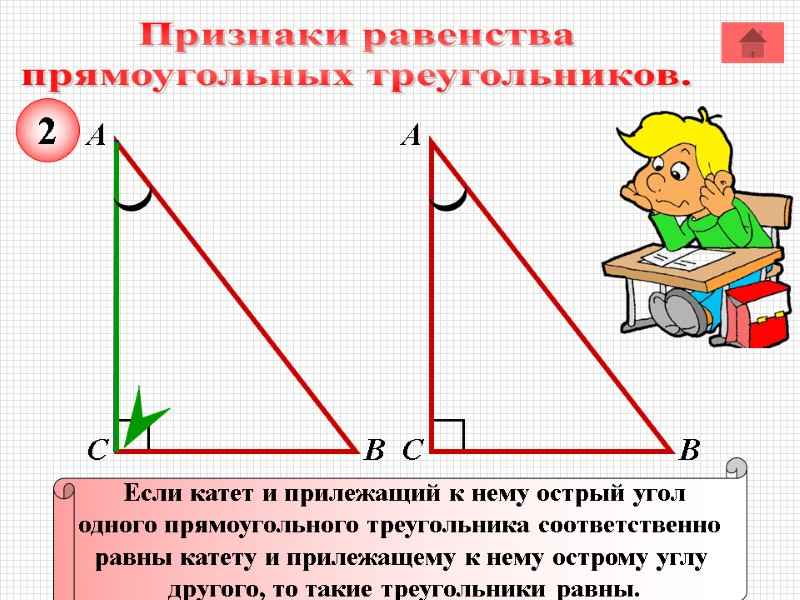 Признаки равенства
прямоугольных треугольников.
2
A
A
C
B
C
B
Если катет и прилежащий к нему острый угол
одного прямоугольного треугольника соответственно
равны катету и прилежащему к нему острому углу
другого, то такие треугольники равны.